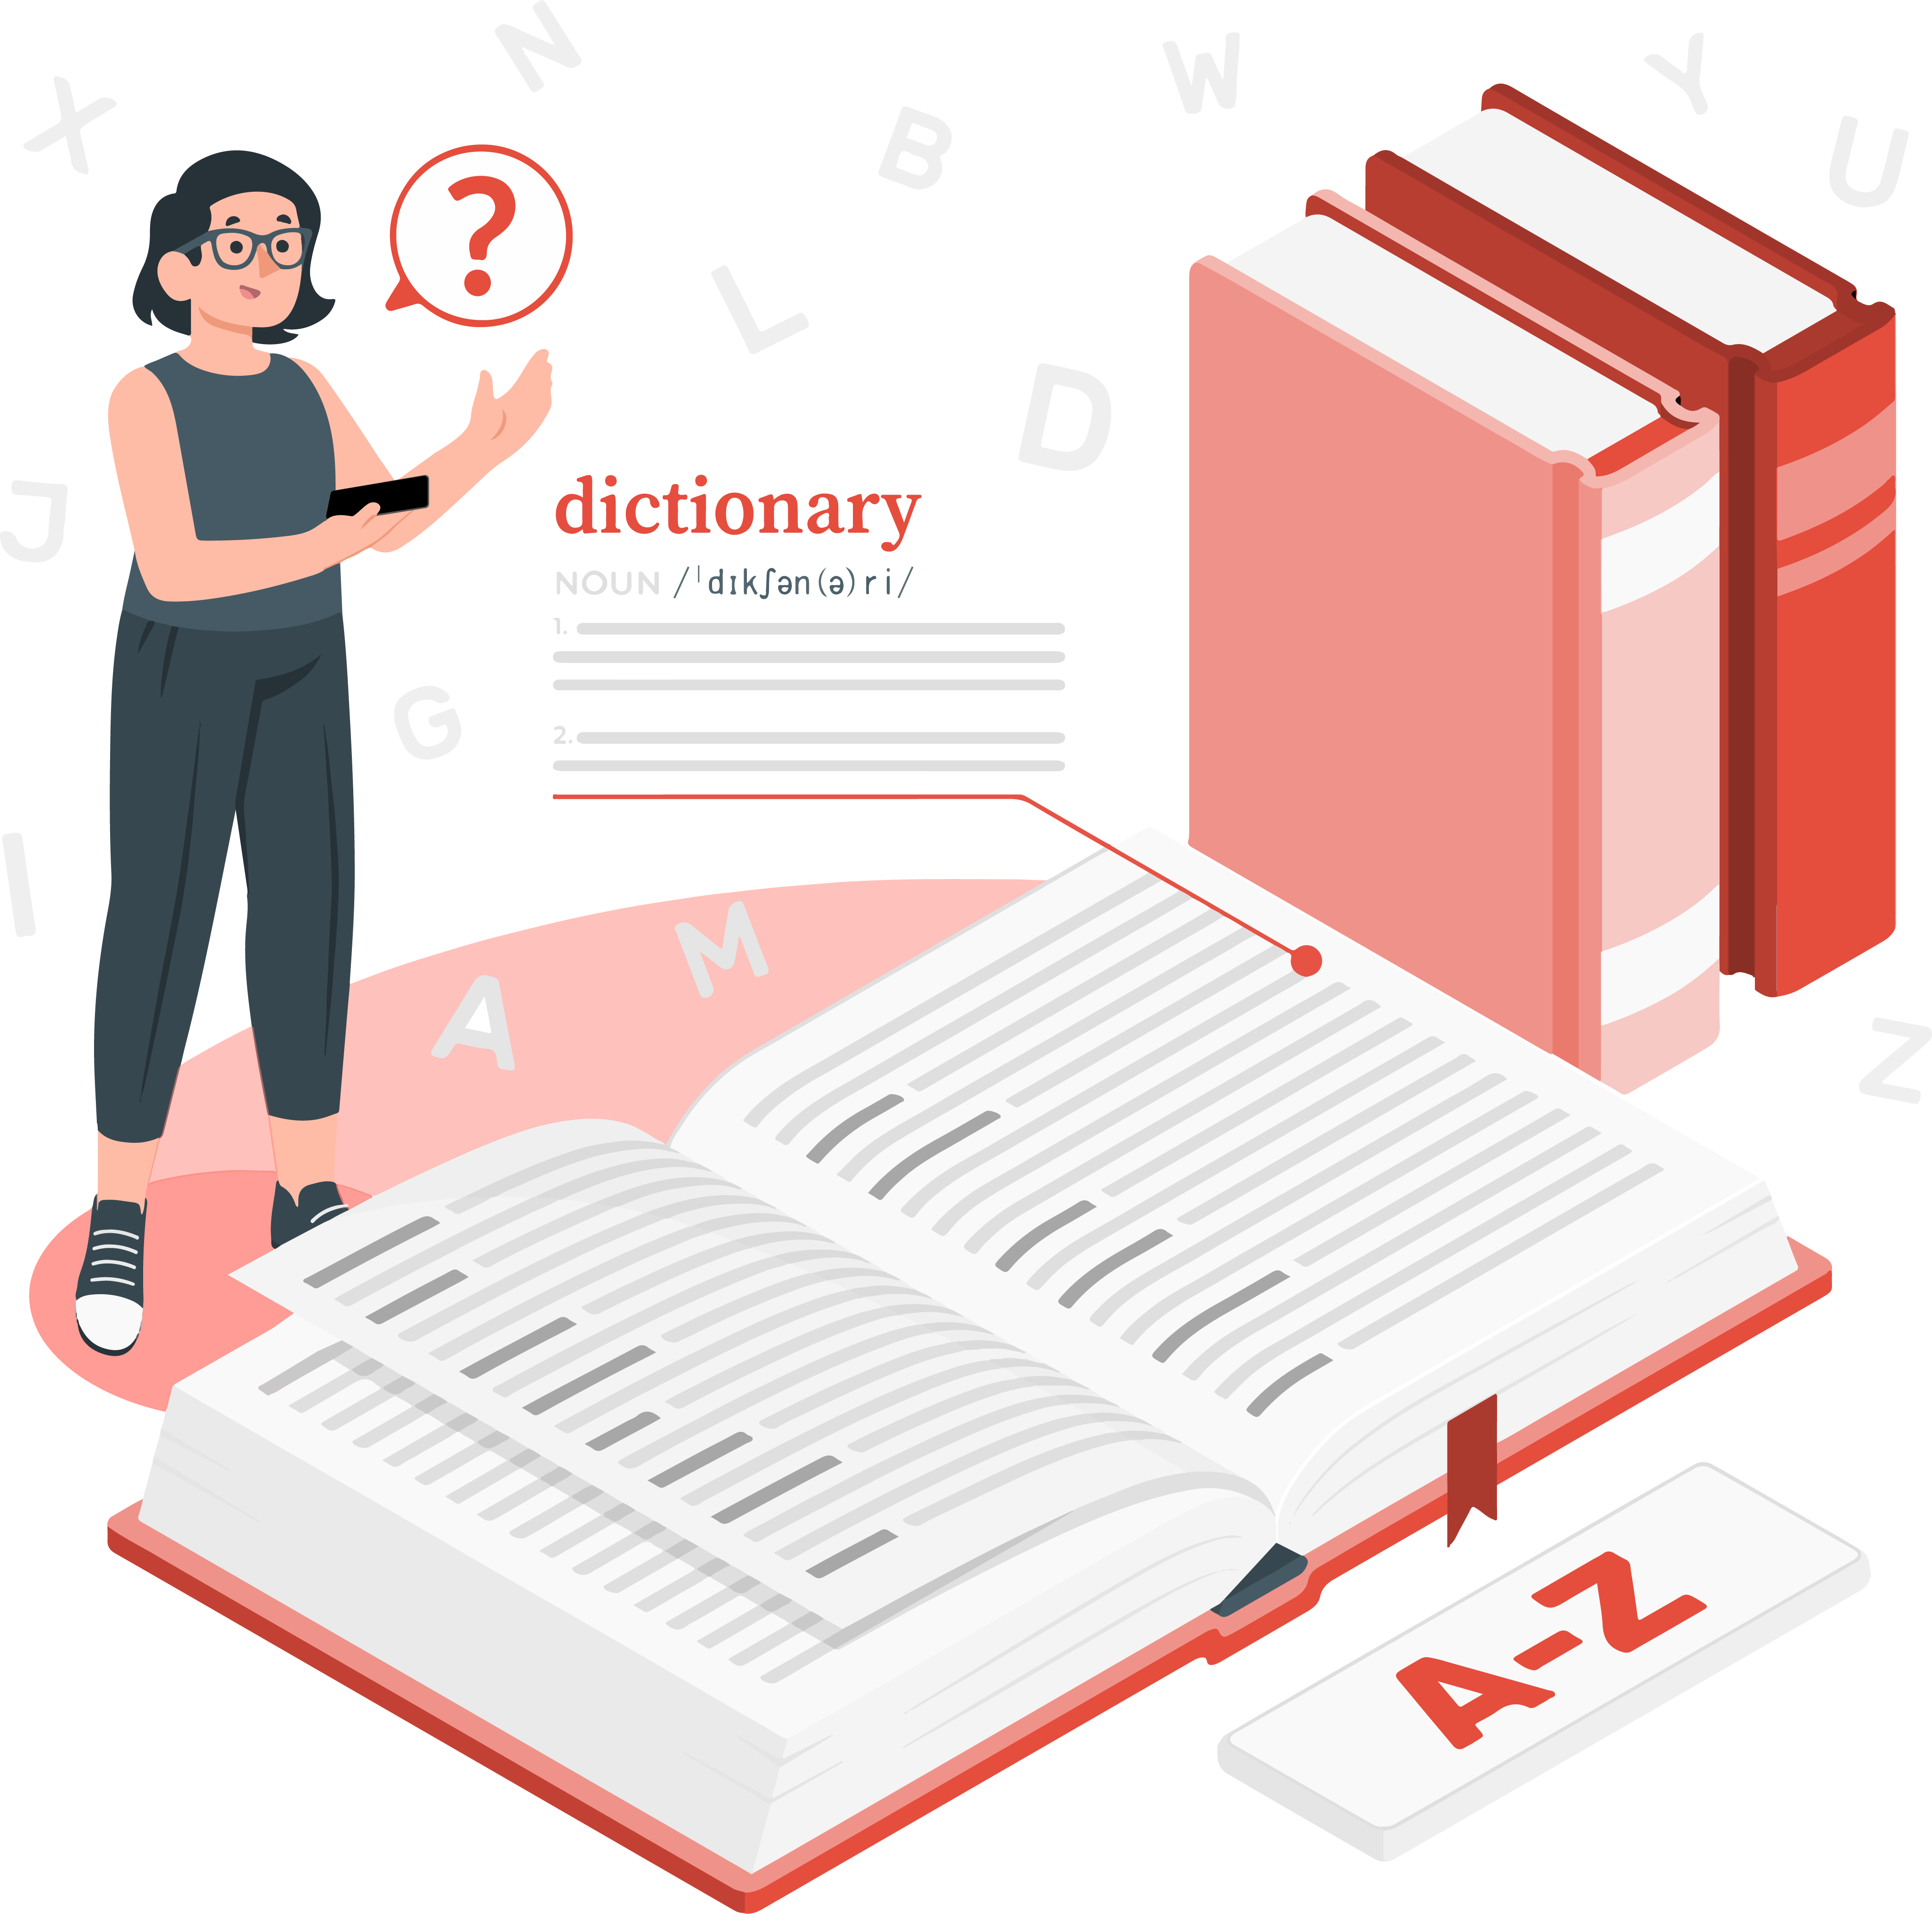 N
X
W
Y
B
U
?
L
D
dictionary
J
NOUN /ˈdɪkʃən(ə)ri/
1.
G
2.
I
M
A
Z
A-Z